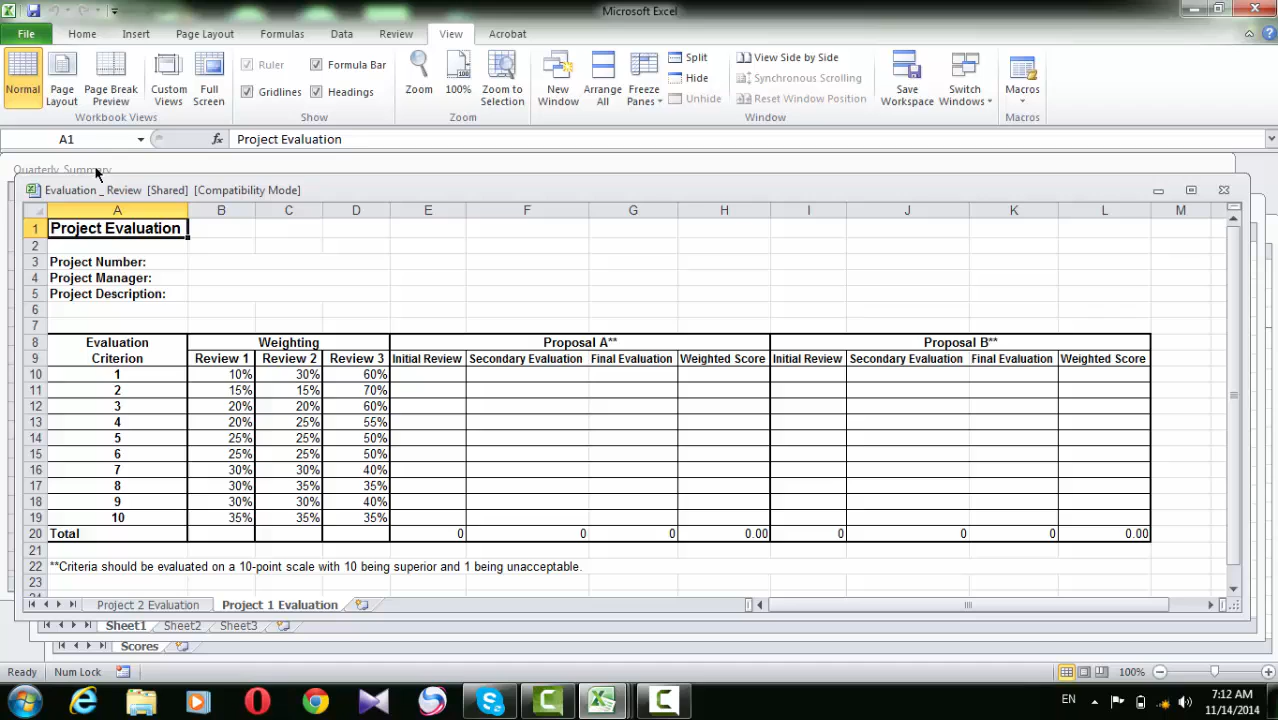 Microsoft Excel
File Home Insert Page Layout Formulas Data Review View Acrobat
Normal Page Layout Page Break Preview Custom Views Full Screen
Ruler Formula Bar
Gridlines Headings
Zoom 100% Zoom to Selection
New Window Arrange All Freeze Panes
Split
Hide
Unhide
View Side by Side
Synchronous Scrolling
Reset Window Position
Save Workspace Switch Windows Macros
Workbook Views Show Zoom Window Macros
A1 fx Project Evaluation
Quarterly_Summary
Evaluation _ Review [Shared] [Compatibility Mode]
A B C D E F G H I J K L M
1 Project Evaluation
2
3 Project Number:
4 Project Manager:
5 Project Description:
6
7
8 Evaluation Weighting Proposal A** Proposal B**
9 Criterion Review 1 Review 2 Review 3 Initial Review Secondary Evaluation Final Evaluation Weighted Score Initial Review Secondary Evaluation Final Evaluation Weighted Score
10 1 10% 30% 60%
11 2 15% 15% 70%
12 3 20% 20% 60%
13 4 20% 25% 55%
14 5 25% 25% 50%
15 6 25% 25% 50%
16 7 30% 30% 40%
17 8 30% 35% 35%
18 9 30% 30% 40%
19 10 35% 35% 35%
20 Total 0 0 0 0.00 0 0 0 0.00
21
22 **Criteria should be evaluated on a 10-point scale with 10 being superior and 1 being unacceptable.
23
Project 2 Evaluation Project 1 Evaluation
Sheet1 Sheet2 Sheet3
Scores
Ready Num Lock 100%
EN 7:12 AM
11/14/2014